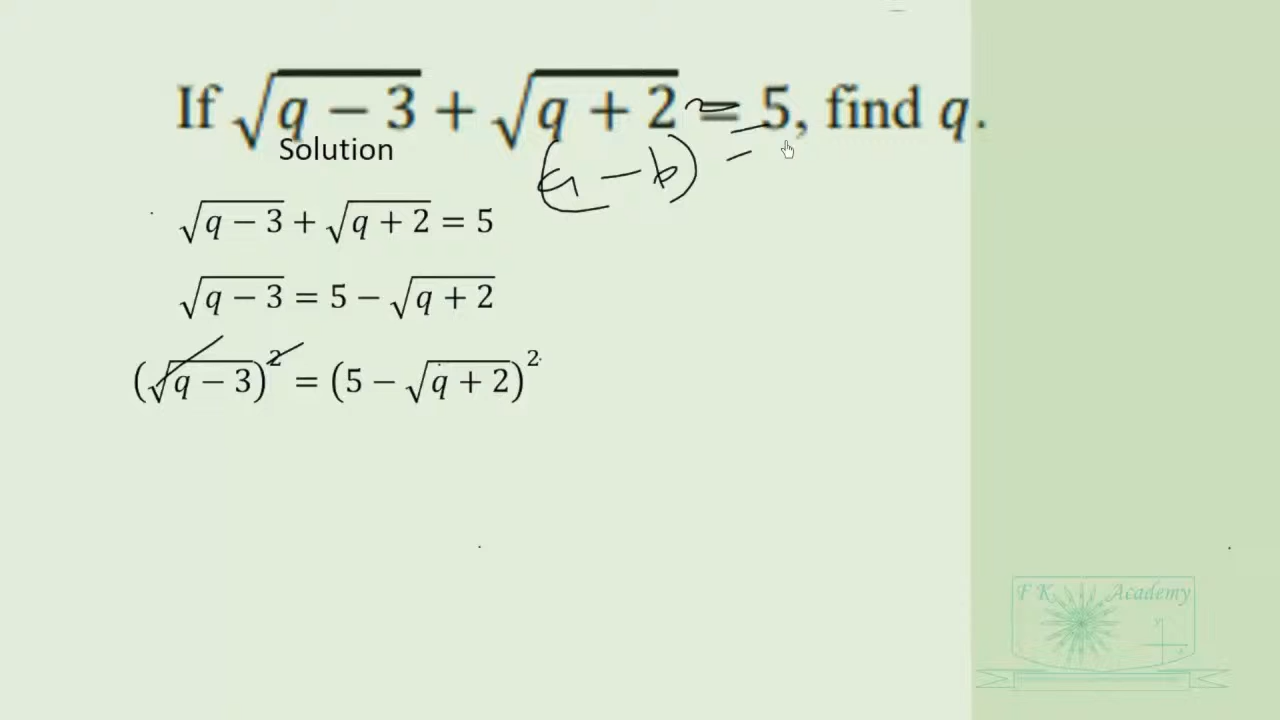 If √(q − 3) + √(q + 2) = 5, find q.
Solution
(a − b) =
√(q − 3) + √(q + 2) = 5
√(q − 3) = 5 − √(q + 2)
(√(q − 3))² = (5 − √(q + 2))²
F K Academy
y
x